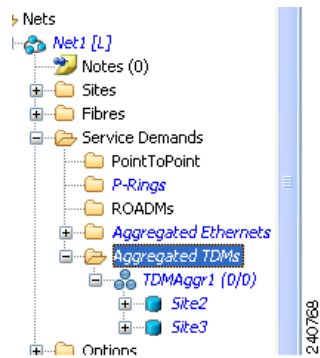 Nets
Net1 [L]
Notes (0)
Sites
Fibres
Service Demands
PointToPoint
P-Rings
ROADMs
Aggregated Ethernets
Aggregated TDMs
TDMAggr1 (0/0)
Site2
Site3
Options
240768